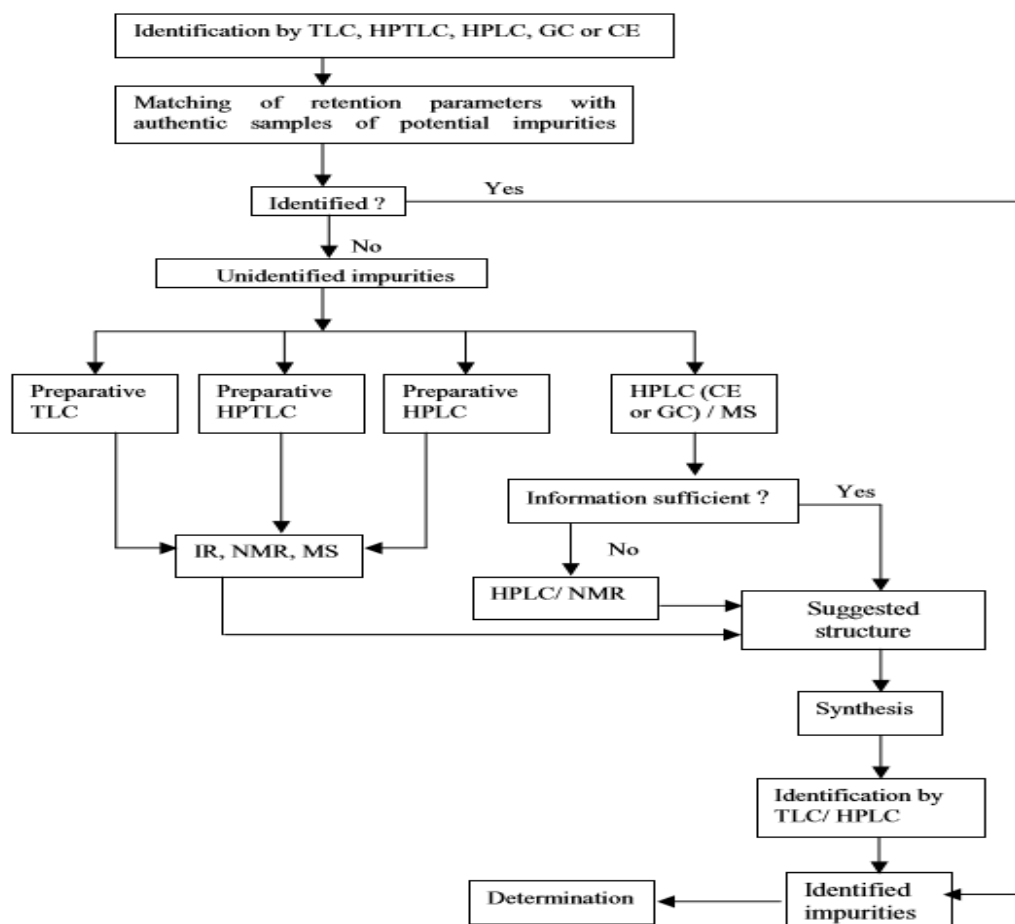 Identification by TLC, HPTLC, HPLC, GC or CE
Matching of retention parameters with
authentic samples of potential impurities
Yes
Identified ?
No
Unidentified impurities
Preparative
TLC
Preparative
HPTLC
Preparative
HPLC
HPLC (CE
or GC) / MS
Information sufficient ?
Yes
IR, NMR, MS
No
HPLC/ NMR
Suggested
structure
Synthesis
Identification by
TLC/ HPLC
Determination
Identified
impurities